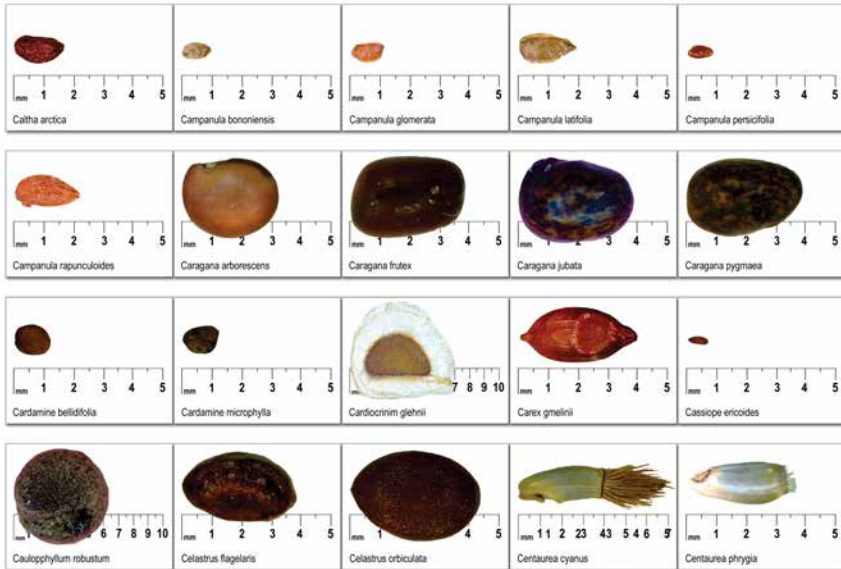 mm 1 2 3 4 5
Caltha arctica
mm 1 2 3 4 5
Campanula bononiensis
mm 1 2 3 4 5
Campanula glomerata
mm 1 2 3 4 5
Campanula latifolia
mm 1 2 3 4 5
Campanula persicifolia
mm 1 2 3 4 5
Campanula rapunculoides
mm 1 2 3 4 5
Caragana arborescens
mm 1 2 3 4 5
Caragana frutex
mm 1 2 3 4 5
Caragana jubata
mm 1 2 3 4 5
Caragana pygmaea
mm 1 2 3 4 5
Cardamine bellidifolia
mm 1 2 3 4 5
Cardamine microphylla
7 8 9 10
Cardiocrinim glehnii
mm 1 2 3 4 5
Carex gmelinii
mm 1 2 3 4 5
Cassiope ericoides
6 7 8 9 10
Caulopphyllum robustum
mm 1 2 3 4 5
Celastrus flagelaris
4 5
Celastrus orbiculata
mm
Centaurea cyanus
mm 1 2 3 4 5
Centaurea phrygia